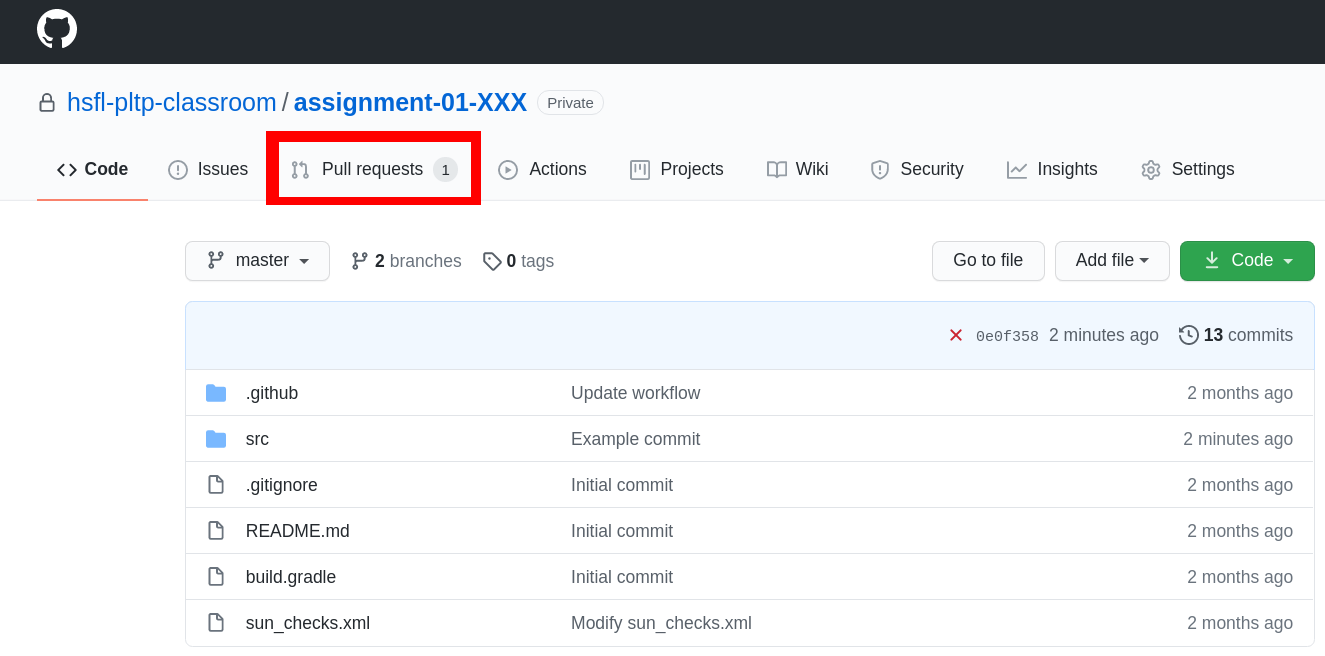 hsfl-pltp-classroom / assignment-01-XXX Private
Code Issues Pull requests 1 Actions Projects Wiki Security Insights Settings
master 2 branches 0 tags Go to file Add file Code
0e0f358 2 minutes ago 13 commits
.github Update workflow 2 months ago
src Example commit 2 minutes ago
.gitignore Initial commit 2 months ago
README.md Initial commit 2 months ago
build.gradle Initial commit 2 months ago
sun_checks.xml Modify sun_checks.xml 2 months ago